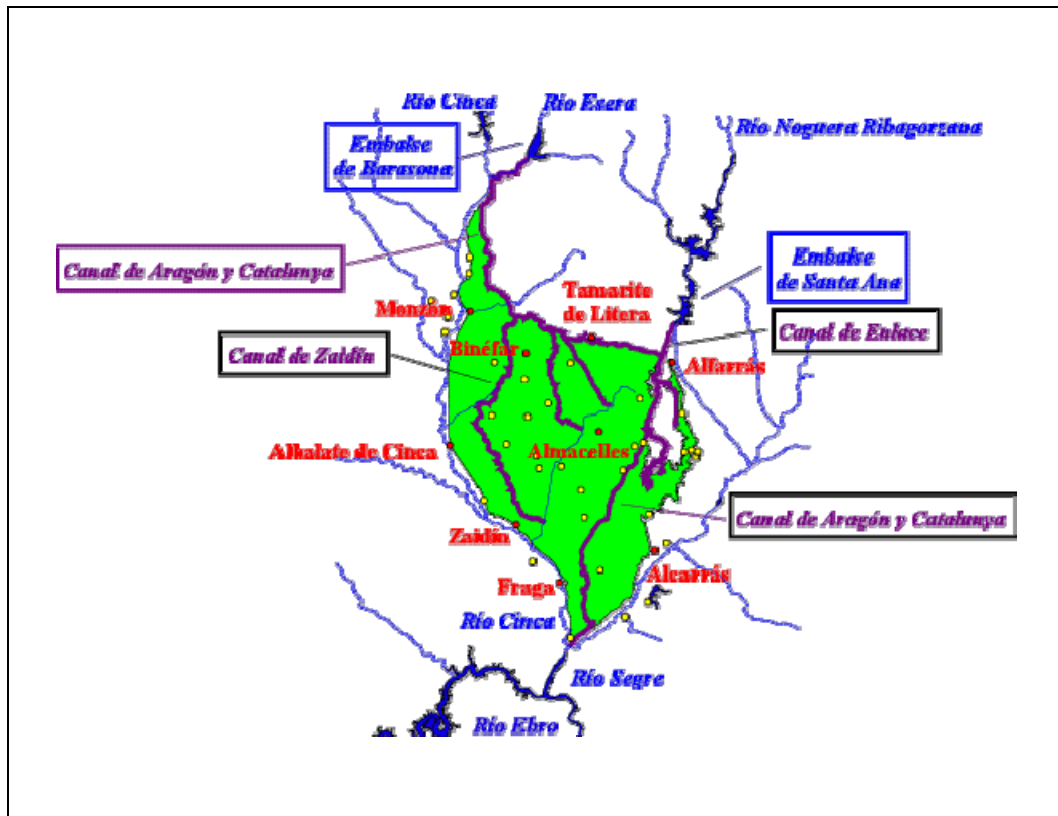 Río Cinca
Río Esera
Río Noguera Ribagorzana
Embalse
de Barasona
Canal de Aragón y Catalunya
Embalse
de Santa Ana
Tamarite
de Litera
Monzón
Canal de Enlace
Canal de Zaidín
Binéfar
Alfarrás
Albalate de Cinca
Almacelles
Canal de Aragón y Catalunya
Zaidín
Fraga
Alcarrás
Río Cinca
Río Segre
Río Ebro